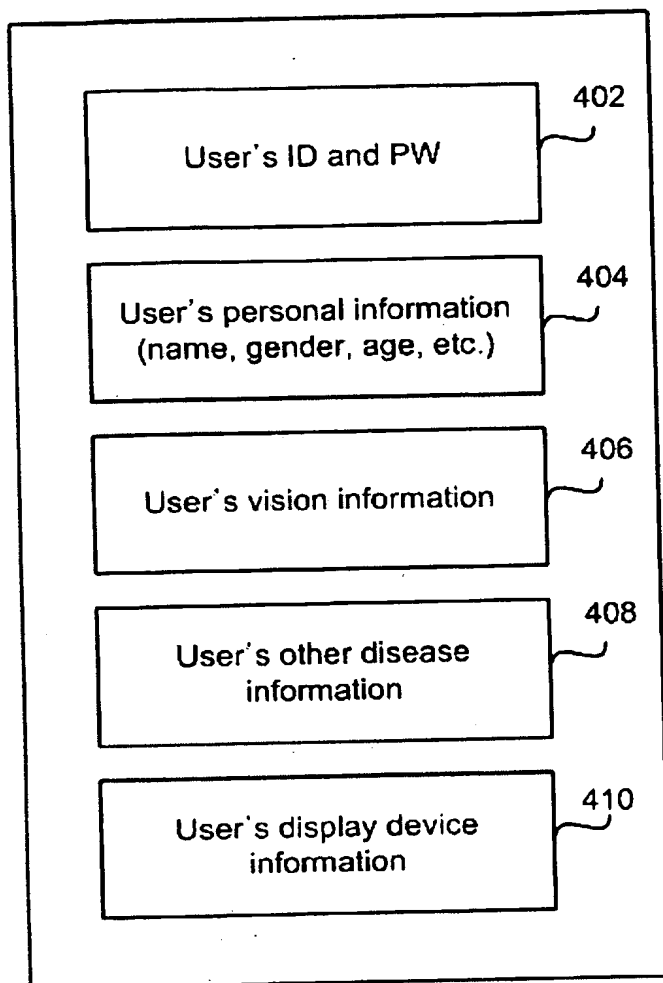 402
User's ID and PW
404
User's personal information
(name, gender, age, etc.)
406
User's vision information
408
User's other disease
information
410
User's display device
information